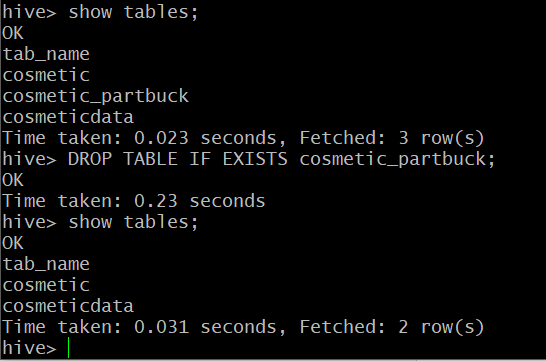 hive> show tables;
OK
tab_name
cosmetic
cosmetic_partbuck
cosmeticdata
Time taken: 0.023 seconds, Fetched: 3 row(s)
hive> DROP TABLE IF EXISTS cosmetic_partbuck;
OK
Time taken: 0.23 seconds
hive> show tables;
OK
tab_name
cosmetic
cosmeticdata
Time taken: 0.031 seconds, Fetched: 2 row(s)
hive>